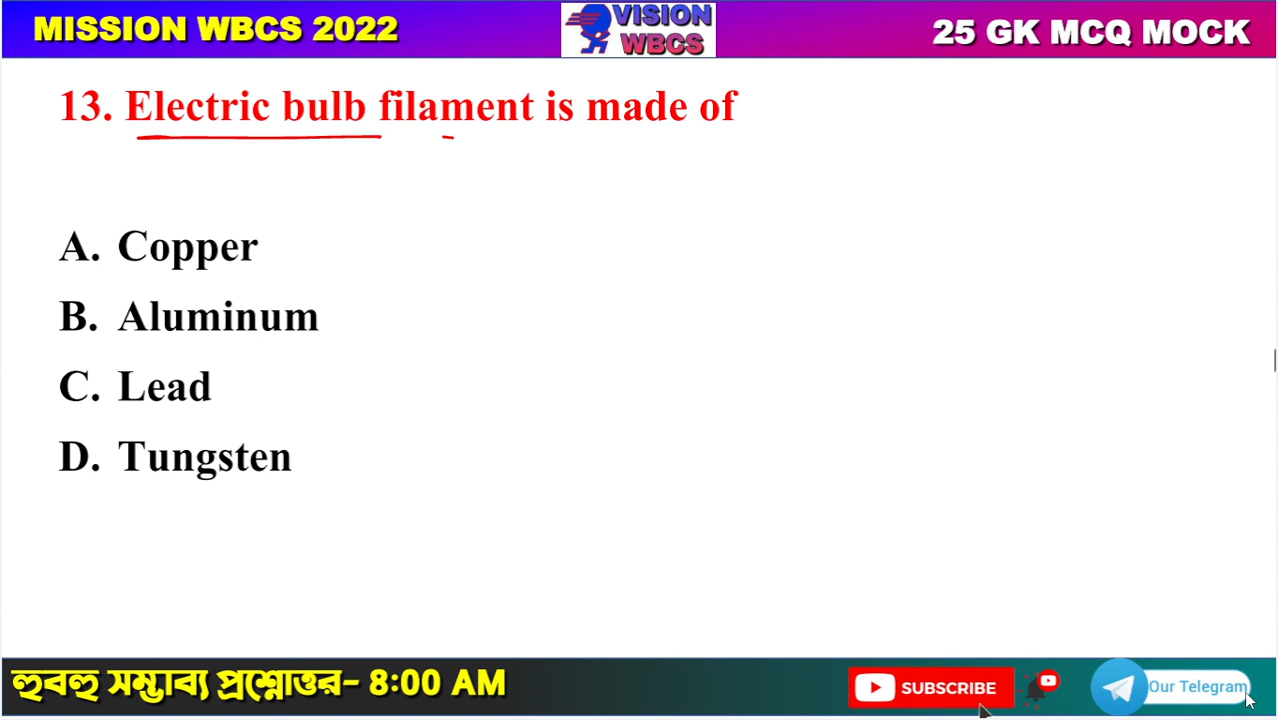 MISSION WBCS 2022
VISION
WBCS
25 GK MCQ MOCK
13. Electric bulb filament is made of
A. Copper
B. Aluminum
C. Lead
D. Tungsten
হুবহু সম্ভাব্য প্রশ্নোত্তর- 8:00 AM
SUBSCRIBE
Our Telegram